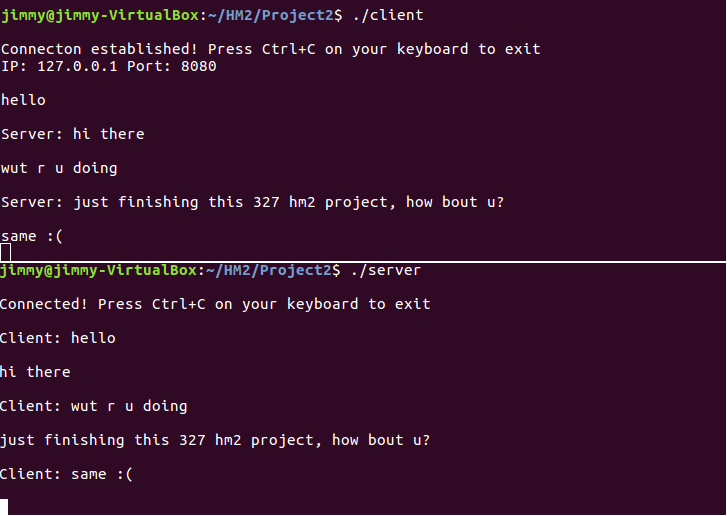 jimmy@jimmy-VirtualBox:~/HM2/Project2$ ./client
Connecton established! Press Ctrl+C on your keyboard to exit
IP: 127.0.0.1 Port: 8080
hello
Server: hi there
wut r u doing
Server: just finishing this 327 hm2 project, how bout u?
same :(
jimmy@jimmy-VirtualBox:~/HM2/Project2$ ./server
Connected! Press Ctrl+C on your keyboard to exit
Client: hello
hi there
Client: wut r u doing
just finishing this 327 hm2 project, how bout u?
Client: same :(